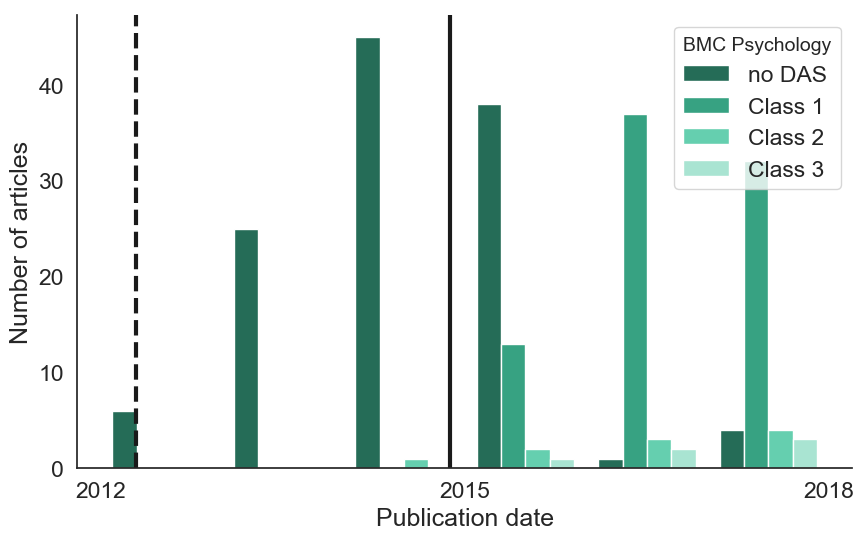 BMC Psychology
no DAS
Class 1
Class 2
Class 3
Number of articles
40
30
20
10
0
2012
2015
2018
Publication date